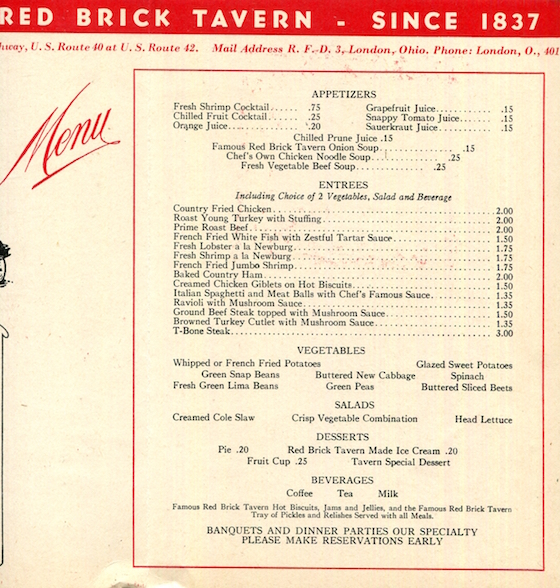 RED BRICK TAVERN - SINCE 1837
hway, U. S. Route 40 at U. S. Route 42. Mail Address R. F. D. 3, London, Ohio. Phone: London, O., 401
Menu
APPETIZERS
Fresh Shrimp Cocktail...... .75 Grapefruit Juice.............. .15
Chilled Fruit Cocktail...... .25 Snappy Tomato Juice........ .15
Orange Juice................ .20 Sauerkraut Juice............. .15
Chilled Prune Juice .15
Famous Red Brick Tavern Onion Soup............... .15
Chef's Own Chicken Noodle Soup............... .25
Fresh Vegetable Beef Soup............ .25
ENTREES
Including Choice of 2 Vegetables, Salad and Beverage
Country Fried Chicken........ 2.00
Roast Young Turkey with Stuffing........ 2.00
Prime Roast Beef........ 2.00
French Fried White Fish with Zestful Tartar Sauce........ 1.50
Fresh Lobster a la Newburg........ 1.75
Fresh Shrimp a la Newburg........ 1.75
French Fried Jumbo Shrimp........ 1.75
Baked Country Ham........ 2.00
Creamed Chicken Giblets on Hot Biscuits........ 1.50
Italian Spaghetti and Meat Balls with Chef's Famous Sauce........ 1.35
Ravioli with Mushroom Sauce........ 1.35
Ground Beef Steak topped with Mushroom Sauce........ 1.50
Browned Turkey Cutlet with Mushroom Sauce........ 1.35
T-Bone Steak........ 3.00
VEGETABLES
Whipped or French Fried Potatoes Glazed Sweet Potatoes
Green Snap Beans Buttered New Cabbage Spinach
Fresh Green Lima Beans Green Peas Buttered Sliced Beets
SALADS
Creamed Cole Slaw Crisp Vegetable Combination Head Lettuce
DESSERTS
Pie .20 Red Brick Tavern Made Ice Cream .20
Fruit Cup .25 Tavern Special Dessert
BEVERAGES
Coffee Tea Milk
Famous Red Brick Tavern Hot Biscuits, Jams and Jellies, and the Famous Red Brick Tavern
Tray of Pickles and Relishes Served with all Meals.
BANQUETS AND DINNER PARTIES OUR SPECIALTY
PLEASE MAKE RESERVATIONS EARLY